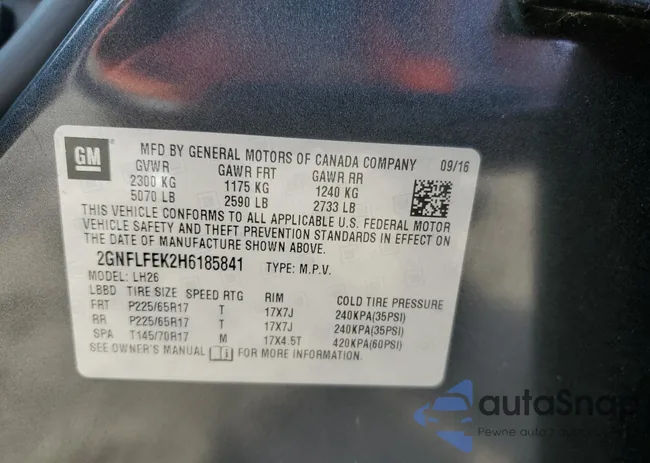 GM
MFD BY GENERAL MOTORS OF CANADA COMPANY 09/16
GVWR GAWR FRT GAWR RR
2300 KG 1175 KG 1240 KG
5070 LB 2590 LB 2733 LB
THIS VEHICLE CONFORMS TO ALL APPLICABLE U.S. FEDERAL MOTOR
VEHICLE SAFETY AND THEFT PREVENTION STANDARDS IN EFFECT ON
THE DATE OF MANUFACTURE SHOWN ABOVE.
2GNFLFEK2H6185841 TYPE: M.P.V.
MODEL: LH26
LBBD TIRE SIZE SPEED RTG RIM COLD TIRE PRESSURE
FRT P225/65R17 T 17X7J 240KPA(35PSI)
RR P225/65R17 T 17X7J 240KPA(35PSI)
SPA T145/70R17 M 17X4.5T 420KPA(60PSI)
SEE OWNER'S MANUAL FOR MORE INFORMATION.
autoSnap
Pewne auto z